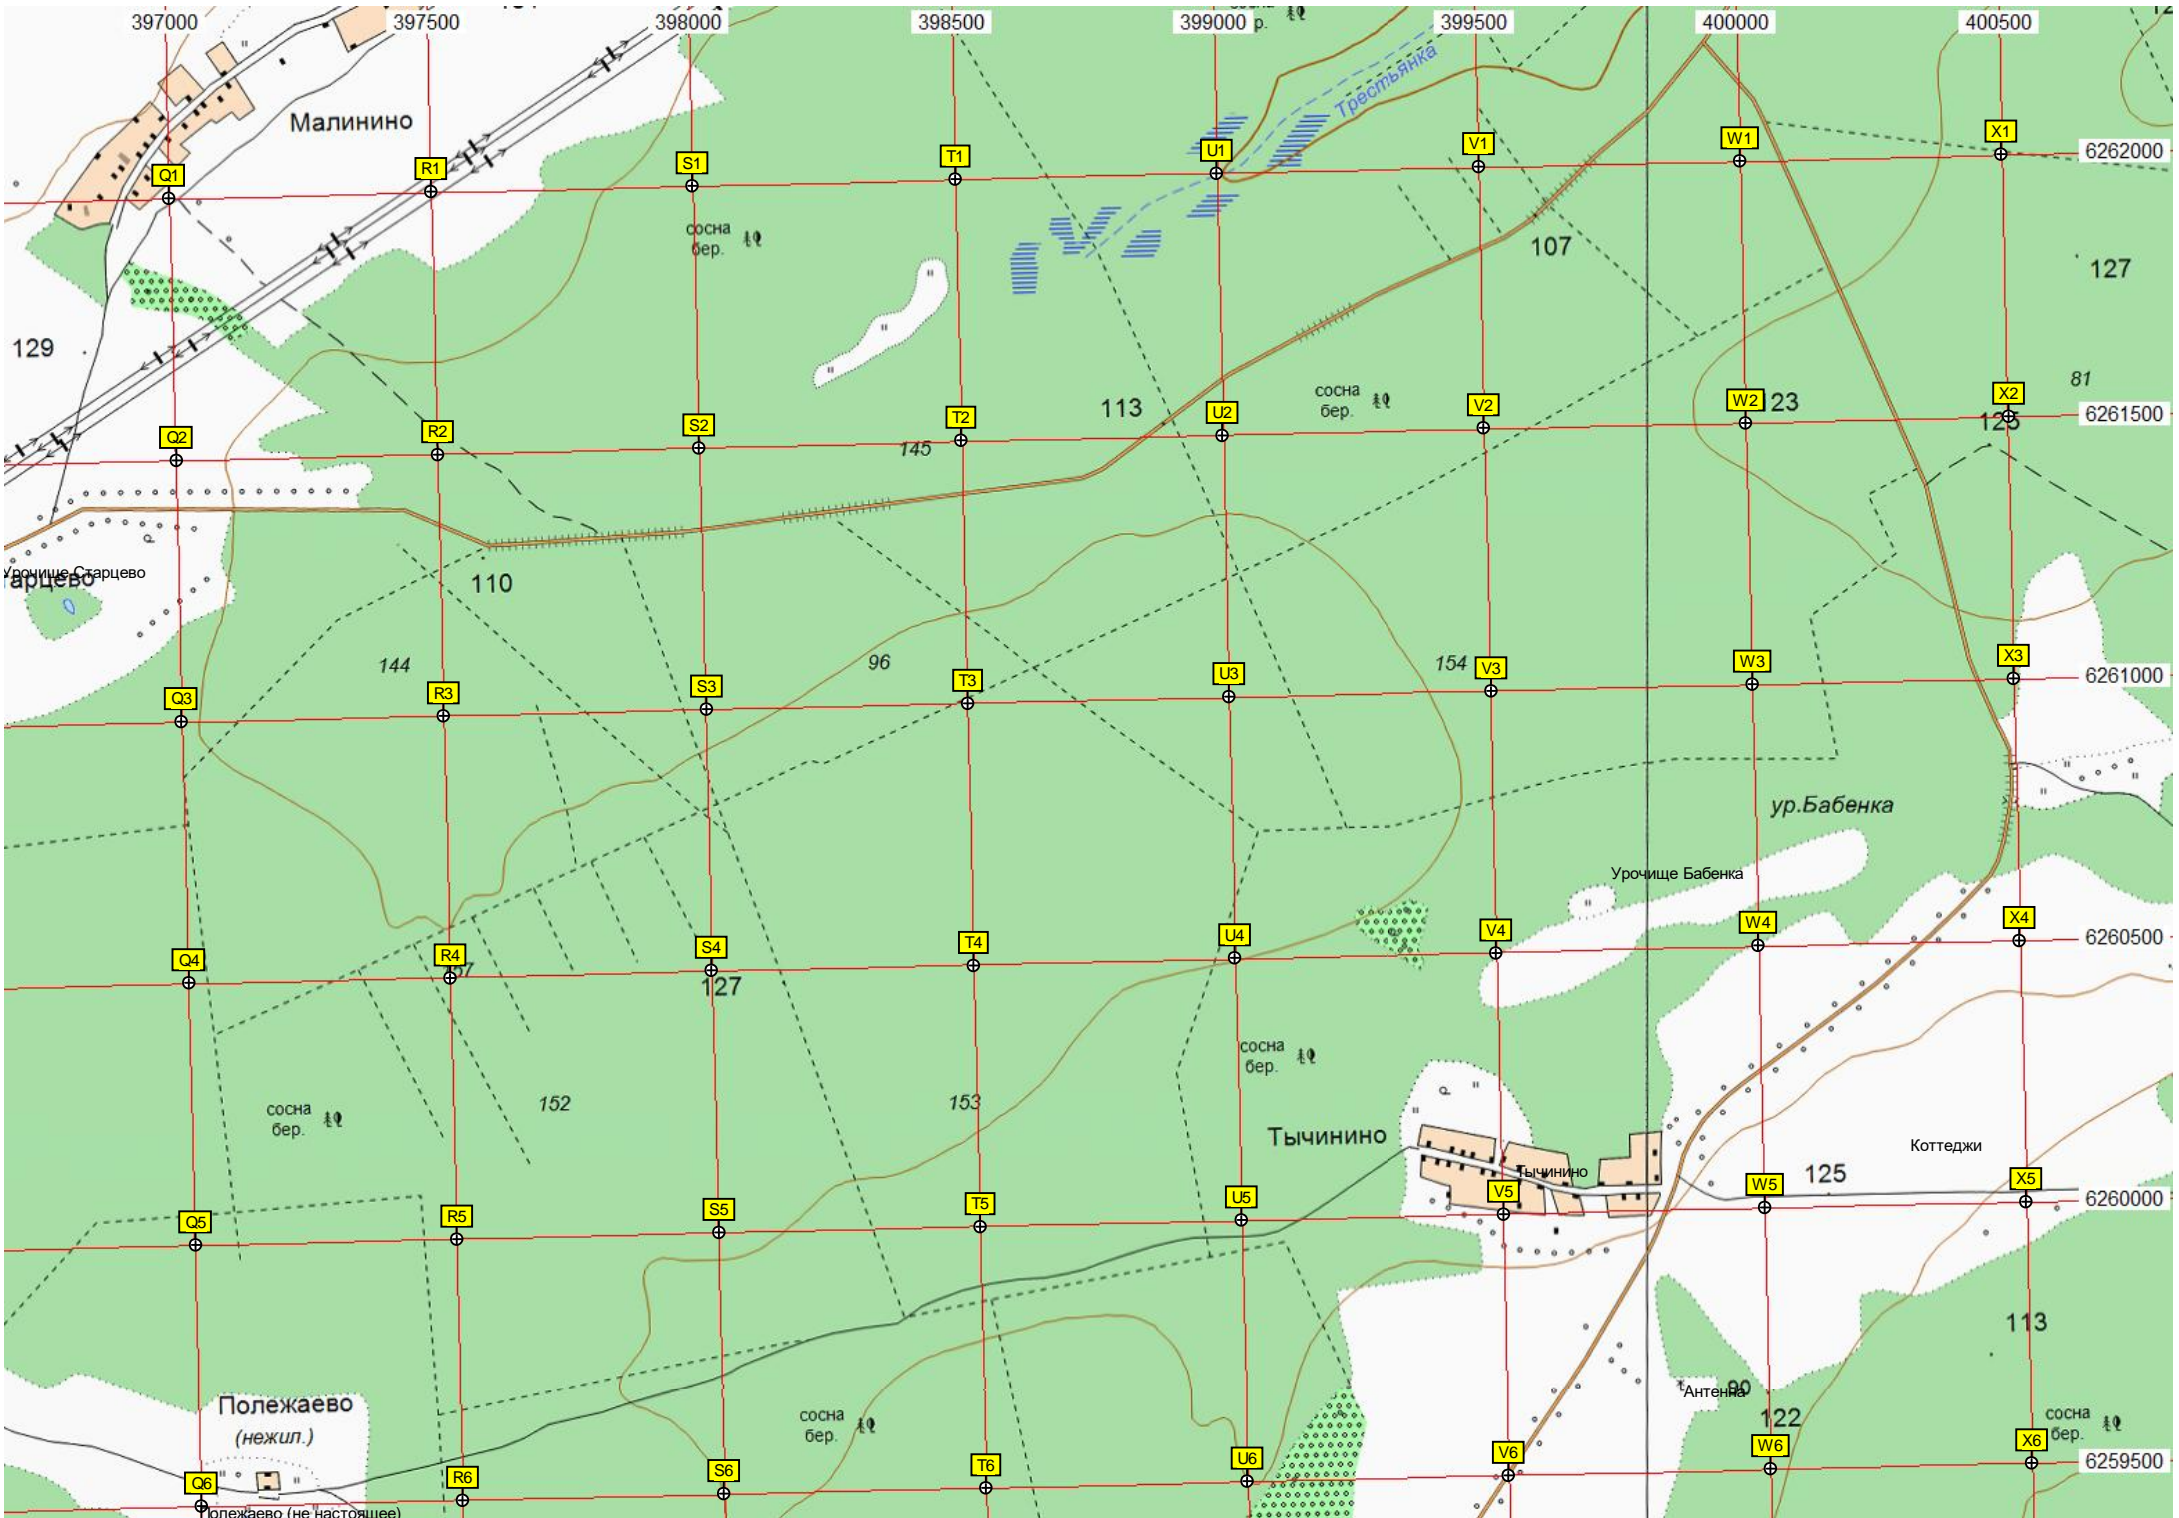 397000 397500 398000 398500 399000 399500 400000 400500
бер.
Трестьянка
Малинино
Q1 R1 S1 T1 U1 V1 W1 X1
6262000
сосна
бер.
107
127
129
81
сосна
бер.
113
123
125
Q2 R2 S2 T2 U2 V2 W2 X2
6261500
145
Урочище Старцево
арцево
110
144
96
154
Q3 R3 S3 T3 U3 V3 W3 X3
6261000
ур.Бабенка
Урочище Бабенка
Q4 R4 S4 T4 U4 V4 W4 X4
6260500
127
сосна
бер.
152
153
сосна
бер.
Тычинино
Тычинино
Коттеджи
125
Q5 R5 S5 T5 U5 V5 W5 X5
6260000
113
Антенна
90
122
Полежаево
(нежил.)
сосна
бер.
сосна
бер.
Q6 R6 S6 T6 U6 V6 W6 X6
6259500
олежаево (не настоящее)